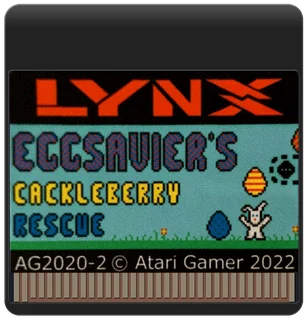 LYNX
EGGSAVIER'S
CACKLEBERRY
RESCUE
AG2020-2 © Atari Gamer 2022